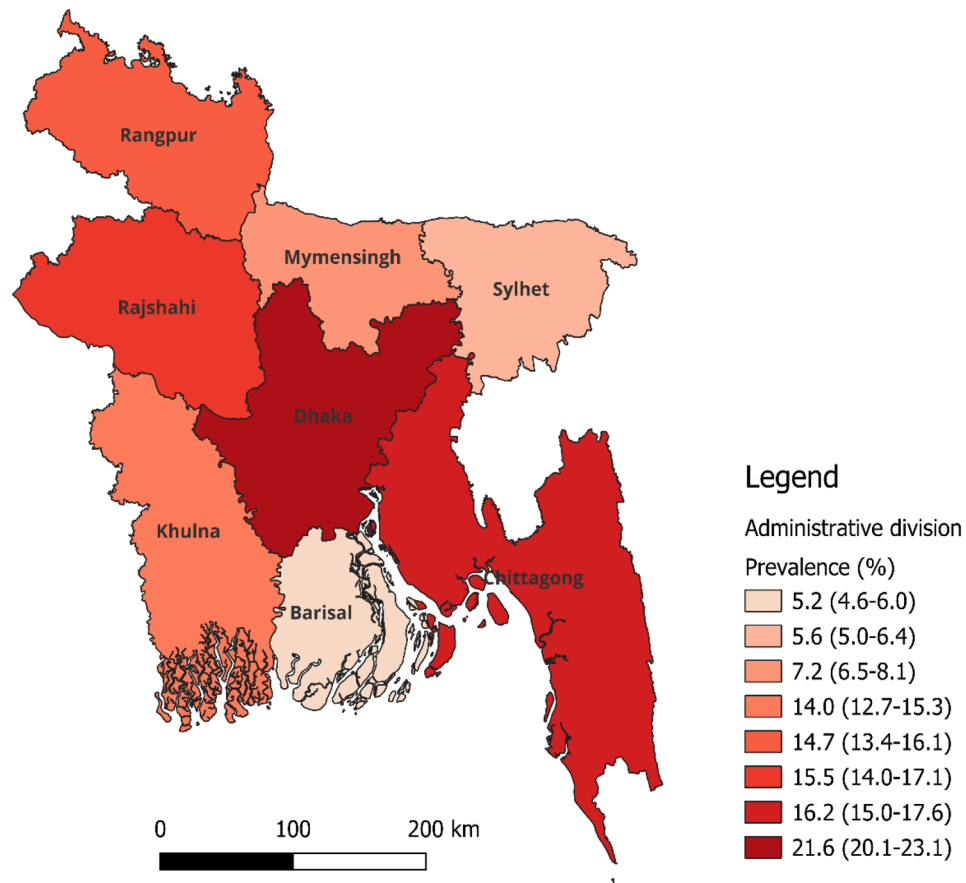 Rangpur
Mymensingh
Sylhet
Rajshahi
Dhaka
Khulna
Chittagong
Barisal
Legend
Administrative division
Prevalence (%)
5.2 (4.6-6.0)
5.6 (5.0-6.4)
7.2 (6.5-8.1)
14.0 (12.7-15.3)
14.7 (13.4-16.1)
15.5 (14.0-17.1)
16.2 (15.0-17.6)
21.6 (20.1-23.1)
0 100 200 km